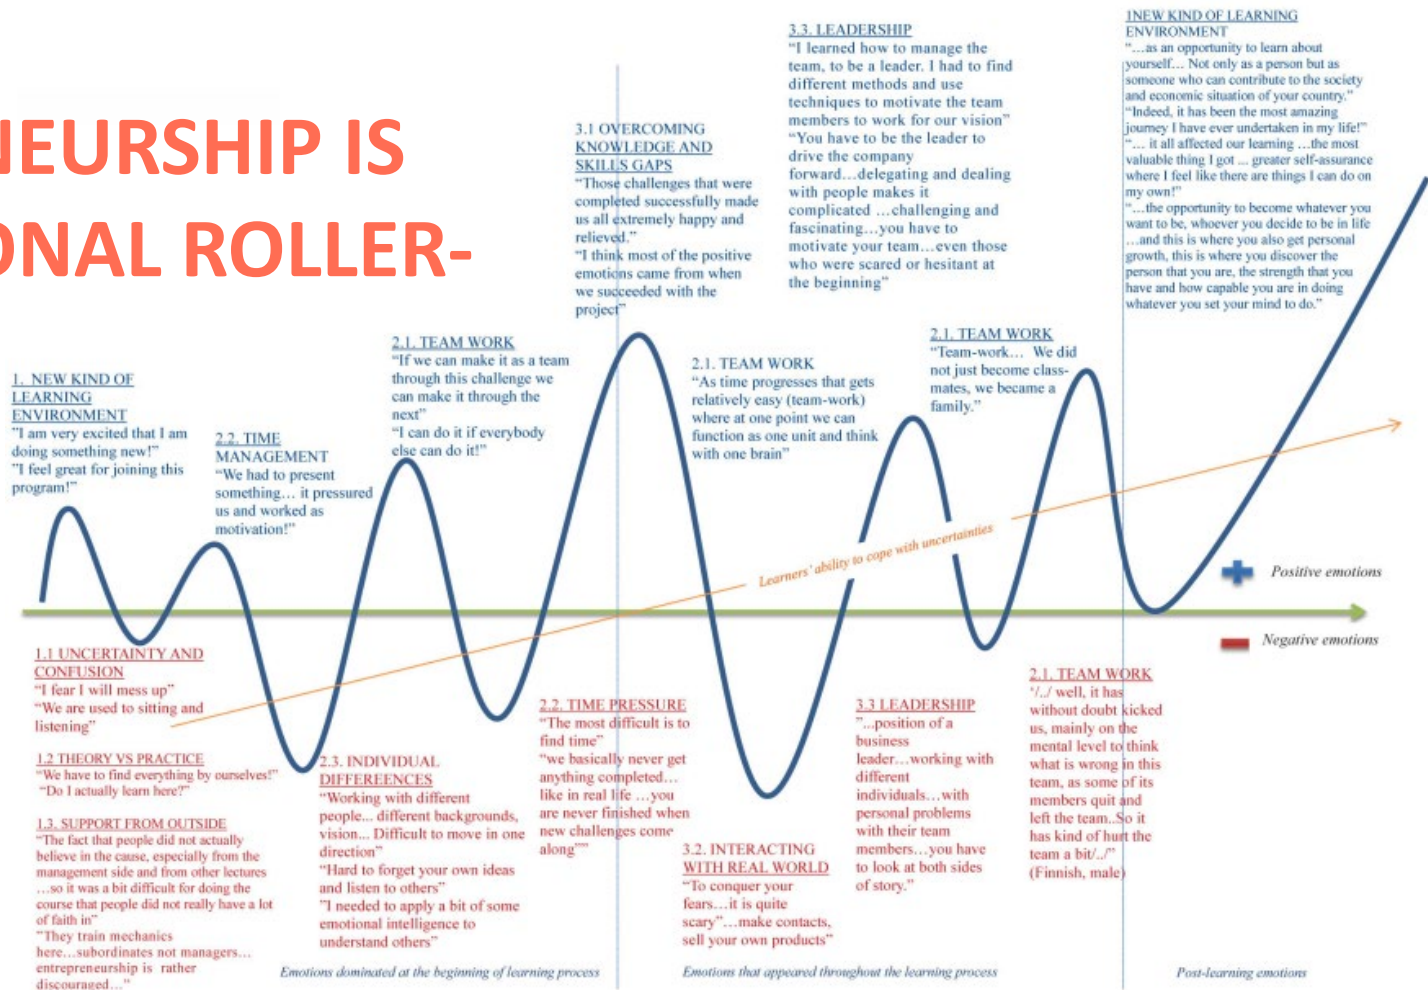 NEURSHIP IS
ONAL ROLLER-
1. NEW KIND OF
LEARNING
ENVIRONMENT
"I am very excited that I am
doing something new!"
"I feel great for joining this
program!"
2.2. TIME
MANAGEMENT
"We had to present
something... it pressured
us and worked as
motivation!"
2.1. TEAM WORK
"If we can make it as a team
through this challenge we
can make it through the
next"
"I can do it if everybody
else can do it!"
3.1 OVERCOMING
KNOWLEDGE AND
SKILLS GAPS
"Those challenges that were
completed successfully made
us all extremely happy and
relieved."
"I think most of the positive
emotions came from when
we succeeded with the
project"
2.1. TEAM WORK
"As time progresses that gets
relatively easy (team-work)
where at one point we can
function as one unit and think
with one brain"
3.3. LEADERSHIP
"I learned how to manage the
team, to be a leader. I had to find
different methods and use
techniques to motivate the team
members to work for our vision"
"You have to be the leader to
drive the company
forward...delegating and dealing
with people makes it
complicated ...challenging and
fascinating...you have to
motivate your team...even those
who were scared or hesitant at
the beginning"
2.1. TEAM WORK
"Team-work... We did
not just become class-
mates, we became a
family."
1NEW KIND OF LEARNING
ENVIRONMENT
"...as an opportunity to learn about
yourself... Not only as a person but as
someone who can contribute to the society
and economic situation of your country."
"Indeed, it has been the most amazing
journey I have ever undertaken in my life!"
"... it all affected our learning ...the most
valuable thing I got ... greater self-assurance
where I feel like there are things I can do on
my own!"
"...the opportunity to become whatever you
want to be, whoever you decide to be in life
...and this is where you also get personal
growth, this is where you discover the
person that you are, the strength that you
have and how capable you are in doing
whatever you set your mind to do."
Learners' ability to cope with uncertainties
Positive emotions
Negative emotions
1.1 UNCERTAINTY AND
CONFUSION
"I fear I will mess up"
"We are used to sitting and
listening"
1.2 THEORY VS PRACTICE
"We have to find everything by ourselves!"
"Do I actually learn here?"
1.3. SUPPORT FROM OUTSIDE
"The fact that people did not actually
believe in the cause, especially from the
management side and from other lectures
...so it was a bit difficult for doing the
course that people did not really have a lot
of faith in"
"They train mechanics
here...subordinates not managers...
entrepreneurship is rather
discouraged..."
2.3. INDIVIDUAL
DIFFEREENCES
"Working with different
people... different backgrounds,
vision... Difficult to move in one
direction"
"Hard to forget your own ideas
and listen to others"
"I needed to apply a bit of some
emotional intelligence to
understand others"
2.2. TIME PRESSURE
"The most difficult is to
find time"
"we basically never get
anything completed...
like in real life ...you
are never finished when
new challenges come
along""
3.2. INTERACTING
WITH REAL WORLD
"To conquer your
fears...it is quite
scary"...make contacts,
sell your own products"
3.3 LEADERSHIP
"...position of a
business
leader...working with
different
individuals...with
personal problems
with their team
members...you have
to look at both sides
of story."
2.1. TEAM WORK
'/../ well, it has
without doubt kicked
us, mainly on the
mental level to think
what is wrong in this
team, as some of its
members quit and
left the team..So it
has kind of hurt the
team a bit/../"
(Finnish, male)
Emotions dominated at the beginning of learning process
Emotions that appeared throughout the learning process
Post-learning emotions